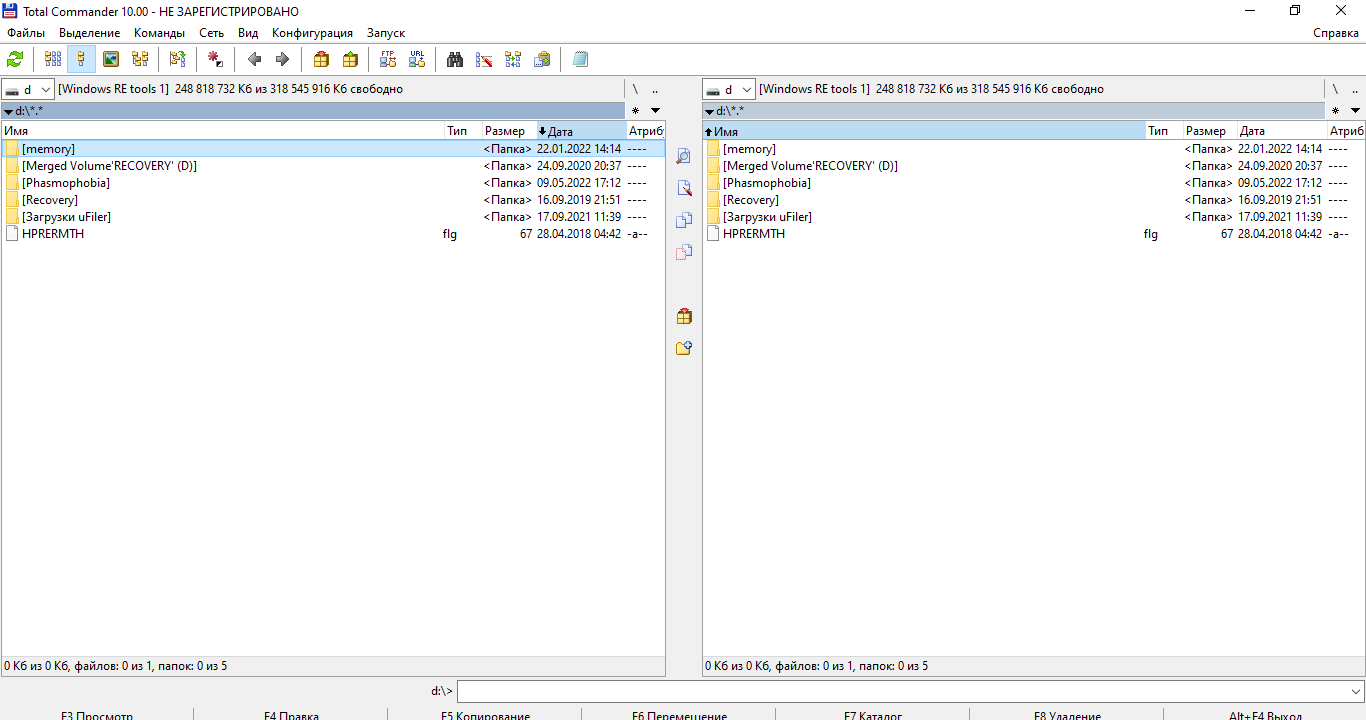 Total Commander 10.00 - НЕ ЗАРЕГИСТРИРОВАНО
Файлы Выделение Команды Сеть Вид Конфигурация Запуск Справка
FTP URL
d [Windows RE tools 1] 248 818 732 Кб из 318 545 916 Кб свободно \ ..
d [Windows RE tools 1] 248 818 732 Кб из 318 545 916 Кб свободно \ ..
d:\*.* *
d:\*.* *
Имя Тип Размер Дата Атриб
[memory] <Папка> 22.01.2022 14:14 ----
[Merged Volume'RECOVERY' (D)] <Папка> 24.09.2020 20:37 ----
[Phasmophobia] <Папка> 09.05.2022 17:12 ----
[Recovery] <Папка> 16.09.2019 21:51 ----
[Загрузки uFiler] <Папка> 17.09.2021 11:39 ----
HPRERMTH flg 67 28.04.2018 04:42 -a--
Имя Тип Размер Дата Атриб
[memory] <Папка> 22.01.2022 14:14 ----
[Merged Volume'RECOVERY' (D)] <Папка> 24.09.2020 20:37 ----
[Phasmophobia] <Папка> 09.05.2022 17:12 ----
[Recovery] <Папка> 16.09.2019 21:51 ----
[Загрузки uFiler] <Папка> 17.09.2021 11:39 ----
HPRERMTH flg 67 28.04.2018 04:42 -a--
0 Кб из 0 Кб, файлов: 0 из 1, папок: 0 из 5
0 Кб из 0 Кб, файлов: 0 из 1, папок: 0 из 5
d:\>
F3 Просмотр F4 Правка F5 Копирование F6 Перемещение F7 Каталог F8 Удаление Alt+F4 Выход